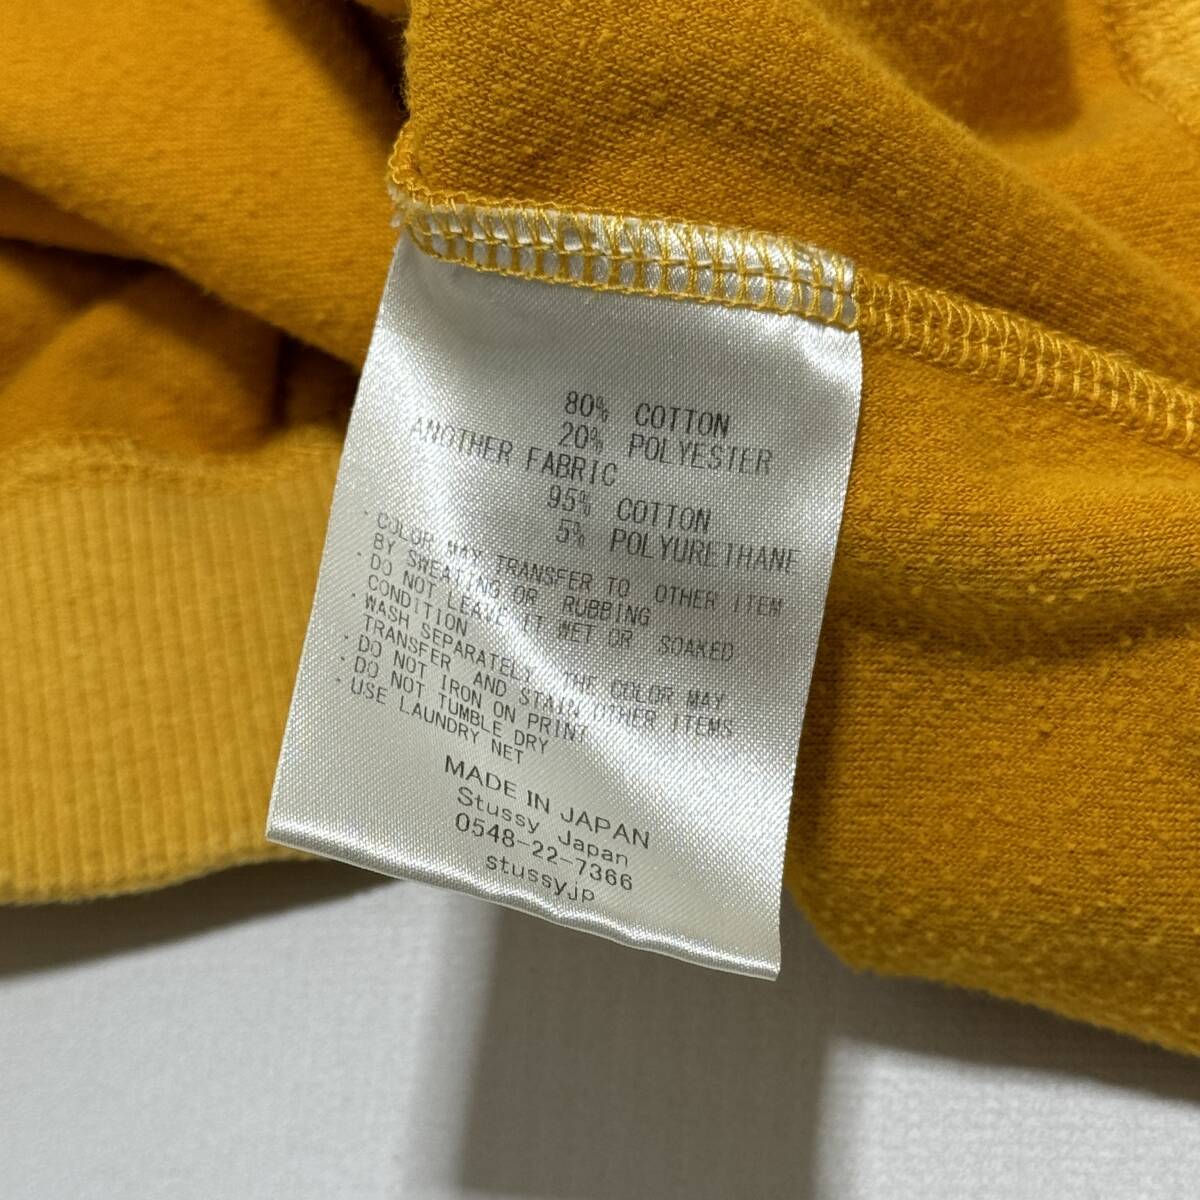 80% COTTON
20% POLYESTER
ANOTHER FABRIC
95% COTTON
5% POLYURETHANE
・COLOR MAY TRANSFER TO OTHER ITEM
BY SWEATING OR RUBBING
・DO NOT LEAVE IT WET OR SOAKED
CONDITION
・WASH SEPARATELY, THE COLOR MAY
TRANSFER AND STAIN OTHER ITEMS
・DO NOT IRON ON PRINT
・DO NOT TUMBLE DRY
・USE LAUNDRY NET
MADE IN JAPAN
Stussy Japan
0548-22-7366
stussy.jp